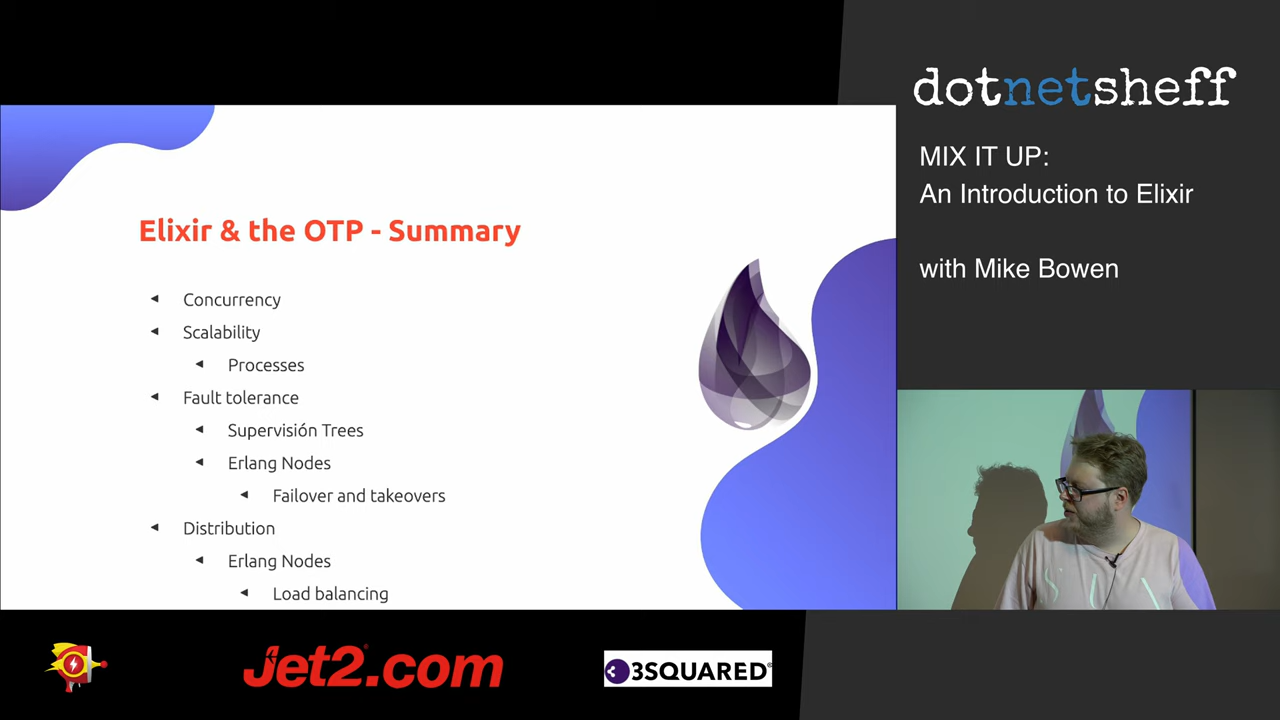 dotnetsheff
MIX IT UP:
An Introduction to Elixir
with Mike Bowen
Elixir & the OTP - Summary
Concurrency
Scalability
Processes
Fault tolerance
Supervisión Trees
Erlang Nodes
Failover and takeovers
Distribution
Erlang Nodes
Load balancing
Jet2.com
3SQUARED